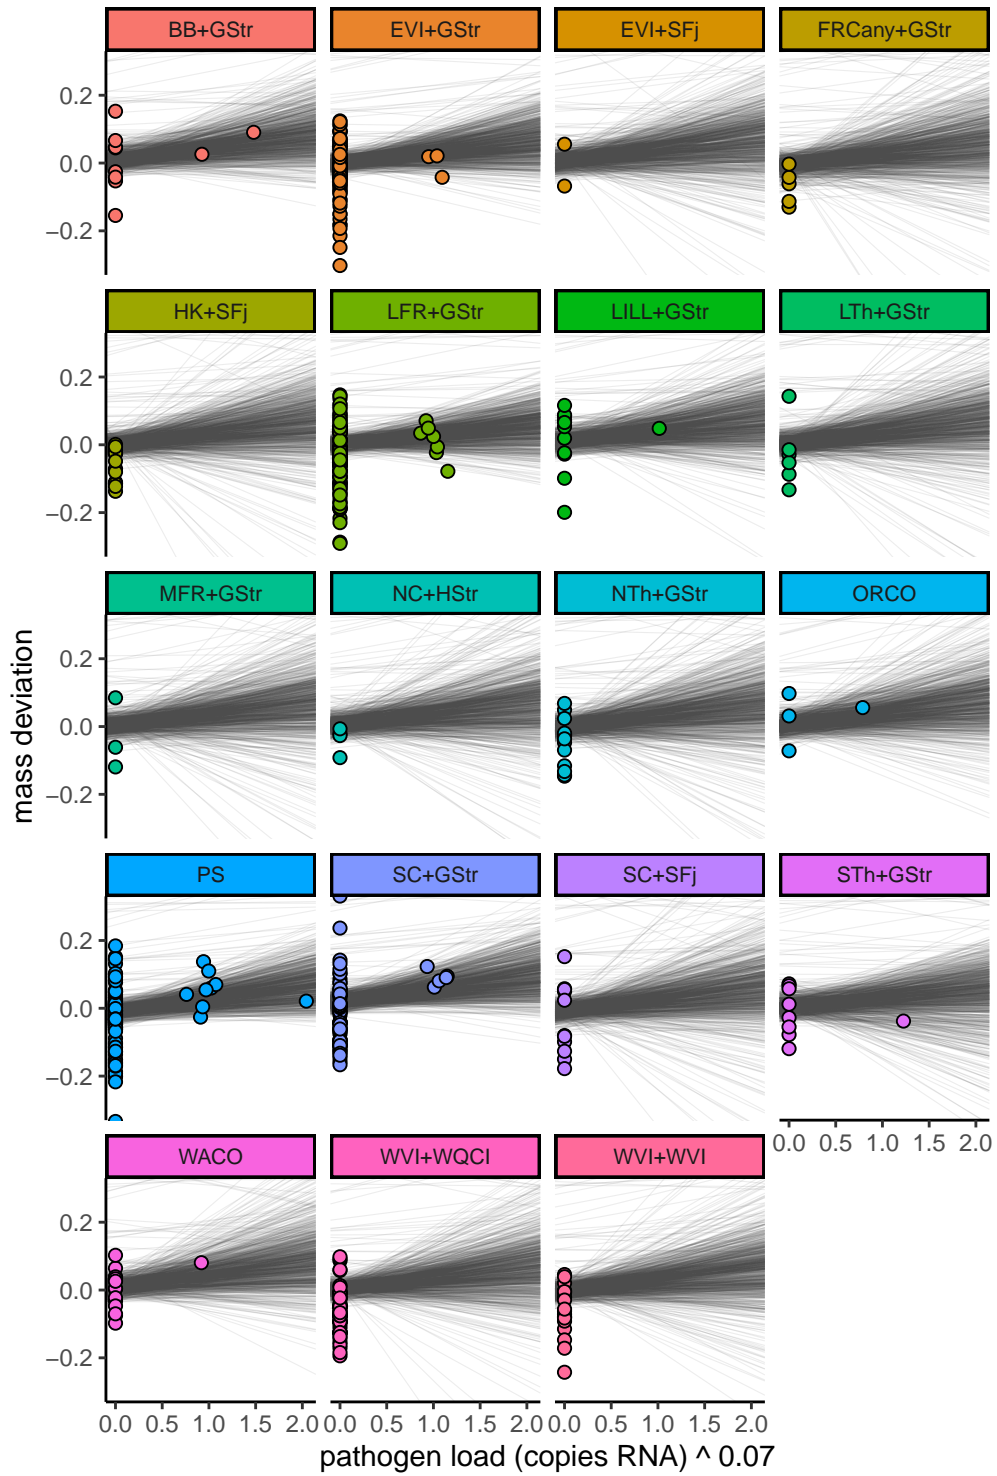 BB+GStr EVI+GStr EVI+SFj FRCany+GStr
0.2
0.0
−0.2
HK+SFj LFR+GStr LILL+GStr LTh+GStr
0.2
0.0
−0.2
MFR+GStr NC+HStr NTh+GStr ORCO
0.2
0.0
−0.2
mass deviation
PS SC+GStr SC+SFj STh+GStr
0.2
0.0
−0.2
0.0 0.5 1.0 1.5 2.0
WACO WVI+WQCI WVI+WVI
0.2
0.0
−0.2
0.0 0.5 1.0 1.5 2.0 0.0 0.5 1.0 1.5 2.0 0.0 0.5 1.0 1.5 2.0
pathogen load (copies RNA) ^ 0.07